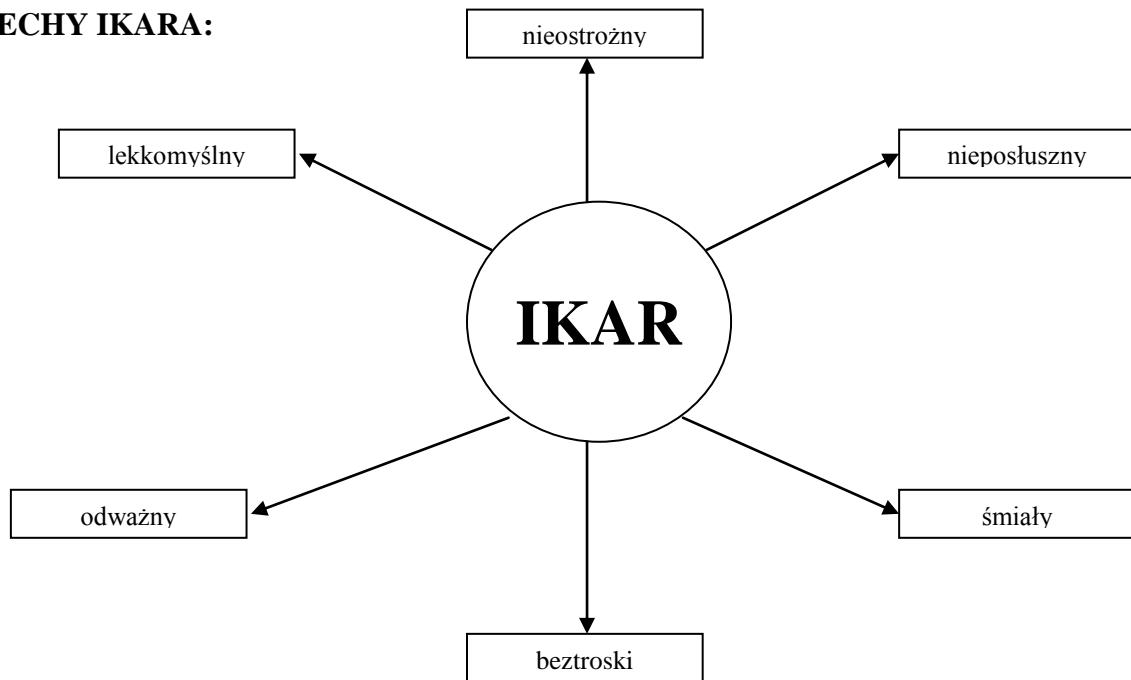 ECHY IKARA:
nieostrożny
lekkomyślny
nieposłuszny
IKAR
odważny
śmiały
beztroski